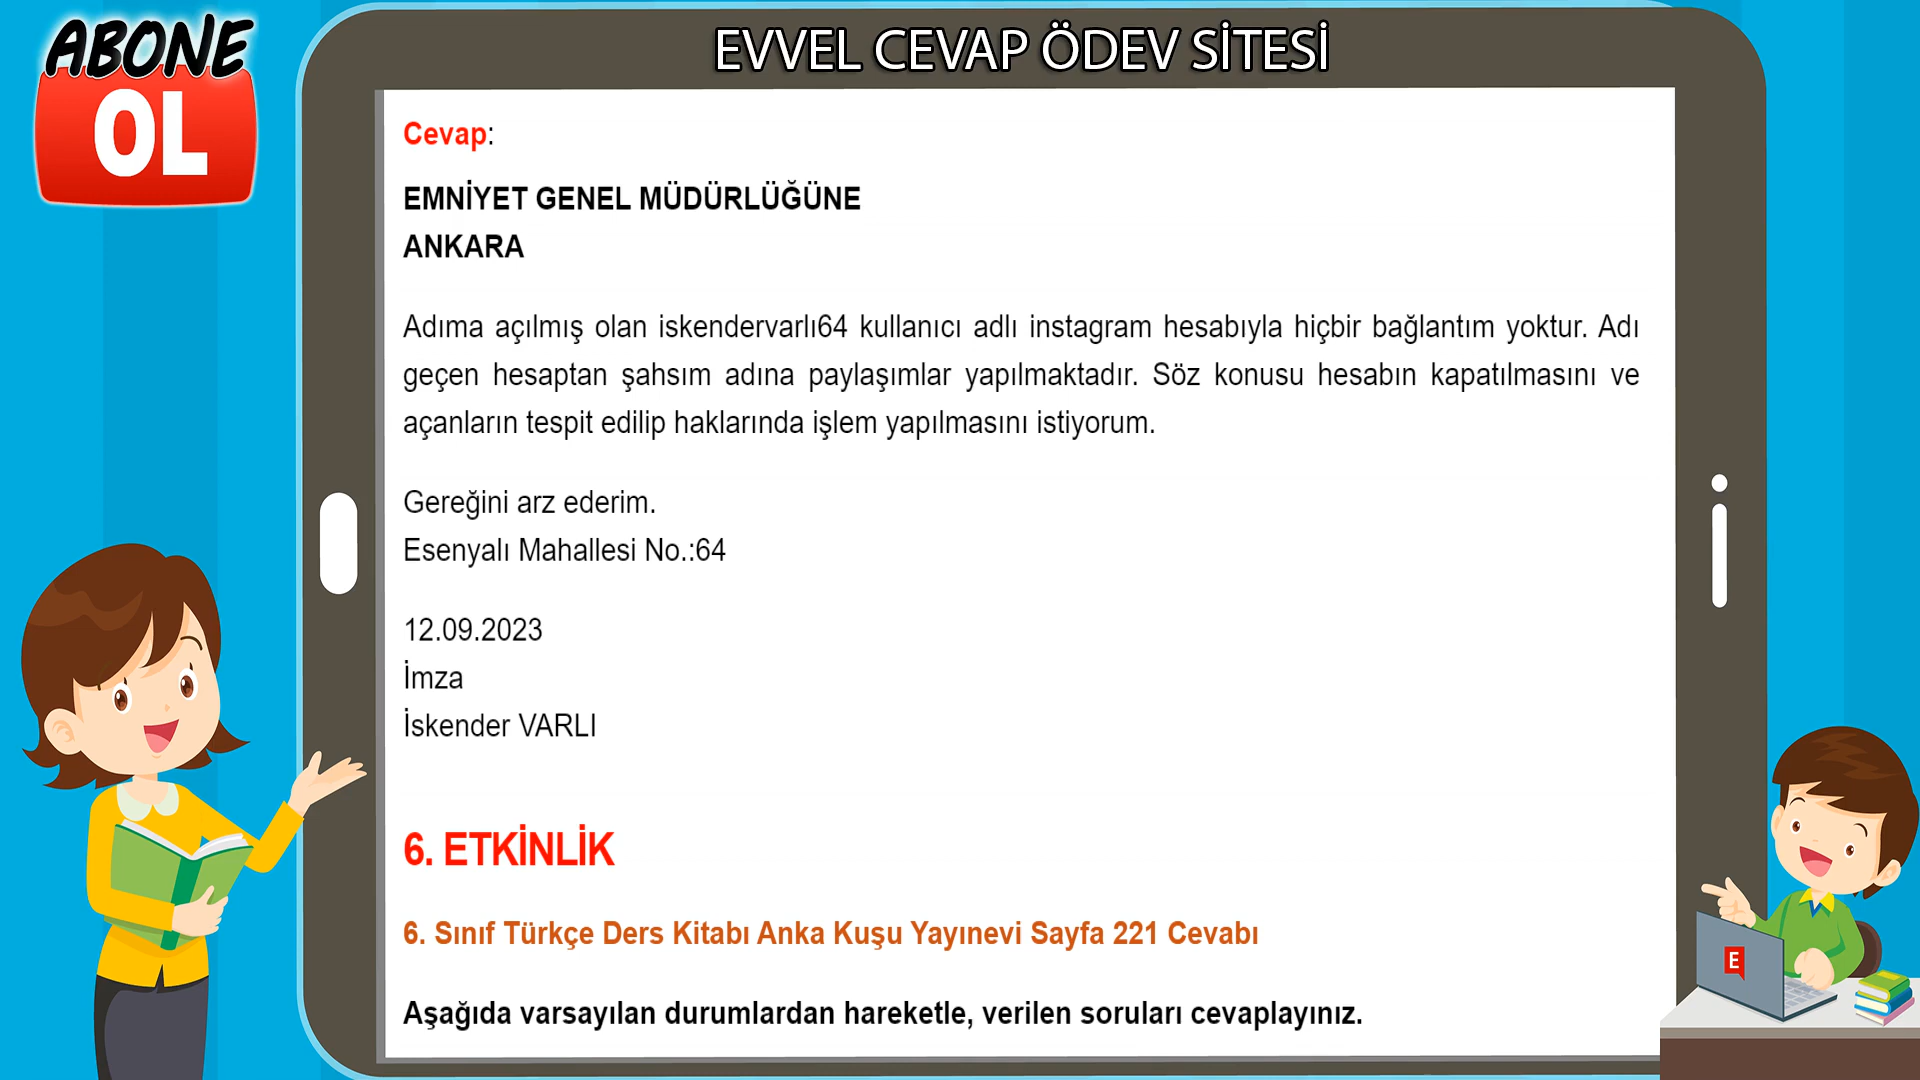 ABONE
OL
EVVEL CEVAP ÖDEV SİTESİ
Cevap:
EMNİYET GENEL MÜDÜRLÜĞÜNE
ANKARA
Adıma açılmış olan iskendervarlı64 kullanıcı adlı instagram hesabıyla hiçbir bağlantım yoktur. Adı
geçen hesaptan şahsım adına paylaşımlar yapılmaktadır. Söz konusu hesabın kapatılmasını ve
açanların tespit edilip haklarında işlem yapılmasını istiyorum.
Gereğini arz ederim.
Esenyalı Mahallesi No.:64
12.09.2023
İmza
İskender VARLI
6. ETKİNLİK
6. Sınıf Türkçe Ders Kitabı Anka Kuşu Yayınevi Sayfa 221 Cevabı
Aşağıda varsayılan durumlardan hareketle, verilen soruları cevaplayınız.
E